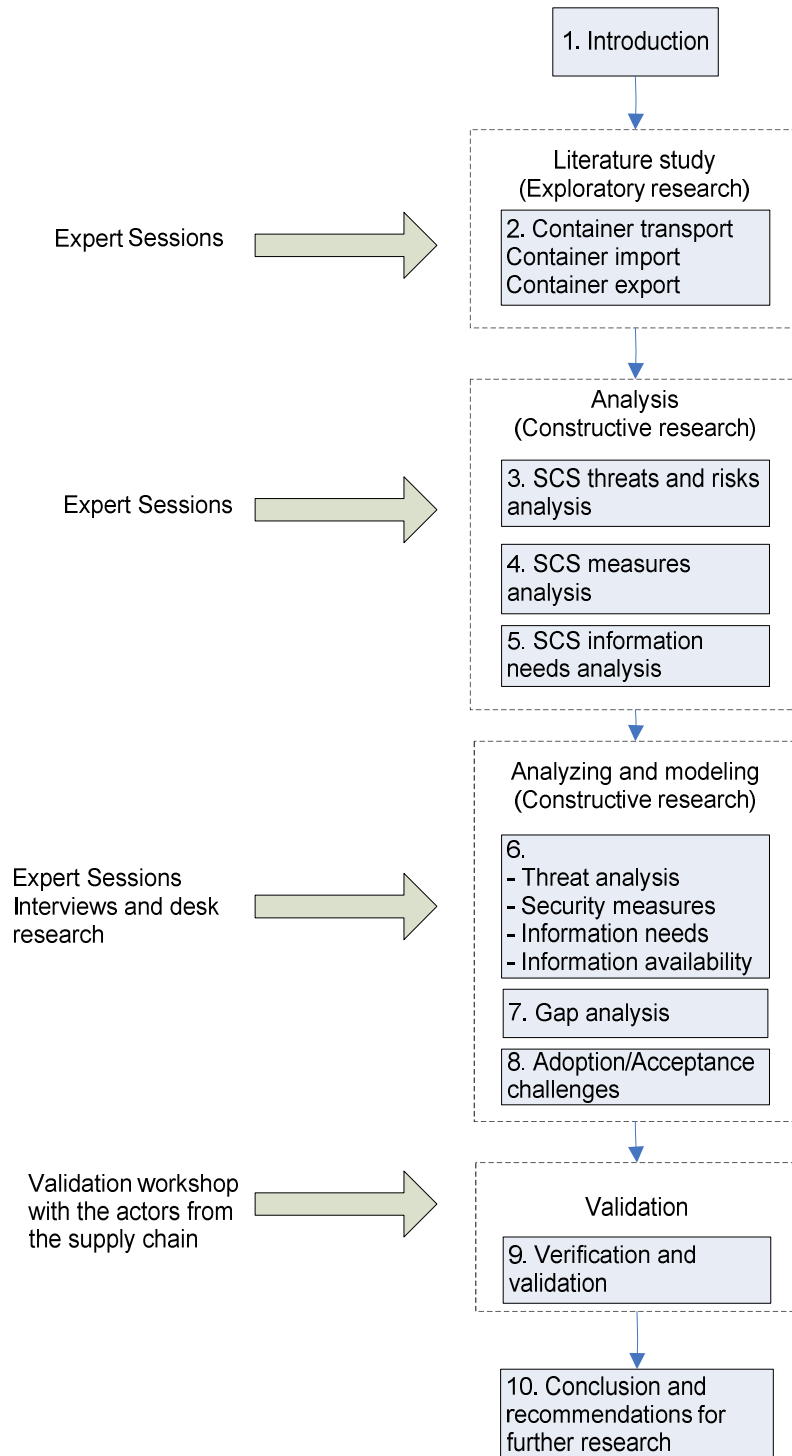 1. Introduction
Literature study
(Exploratory research)
Expert Sessions
2. Container transport
Container import
Container export
Analysis
(Constructive research)
Expert Sessions
3. SCS threats and risks
analysis
4. SCS measures
analysis
5. SCS information
needs analysis
Analyzing and modeling
(Constructive research)
Expert Sessions
Interviews and desk
research
6.
- Threat analysis
- Security measures
- Information needs
- Information availability
7. Gap analysis
8. Adoption/Acceptance
challenges
Validation workshop
with the actors from
the supply chain
Validation
9. Verification and
validation
10. Conclusion and
recommendations for
further research